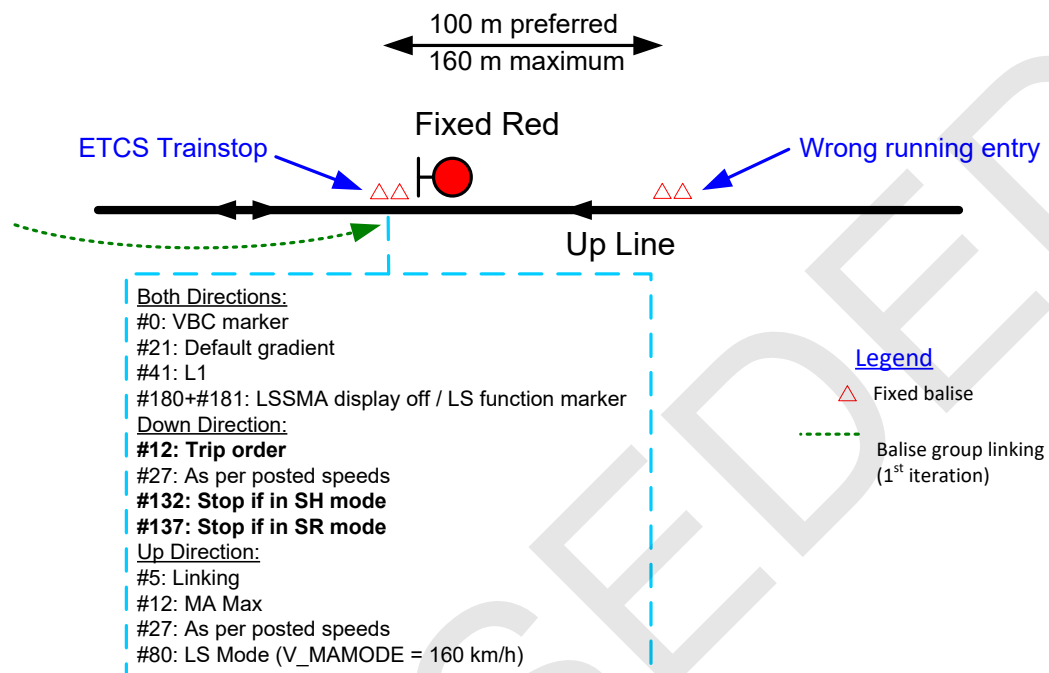 100 m preferred
160 m maximum
Fixed Red
ETCS Trainstop
Wrong running entry
Up Line
Both Directions:
#0: VBC marker
#21: Default gradient
#41: L1
#180+#181: LSSMA display off / LS function marker
Down Direction:
#12: Trip order
#27: As per posted speeds
#132: Stop if in SH mode
#137: Stop if in SR mode
Up Direction:
#5: Linking
#12: MA Max
#27: As per posted speeds
#80: LS Mode (V_MAMODE = 160 km/h)
Legend
Fixed balise
Balise group linking
(1st iteration)
SEDED